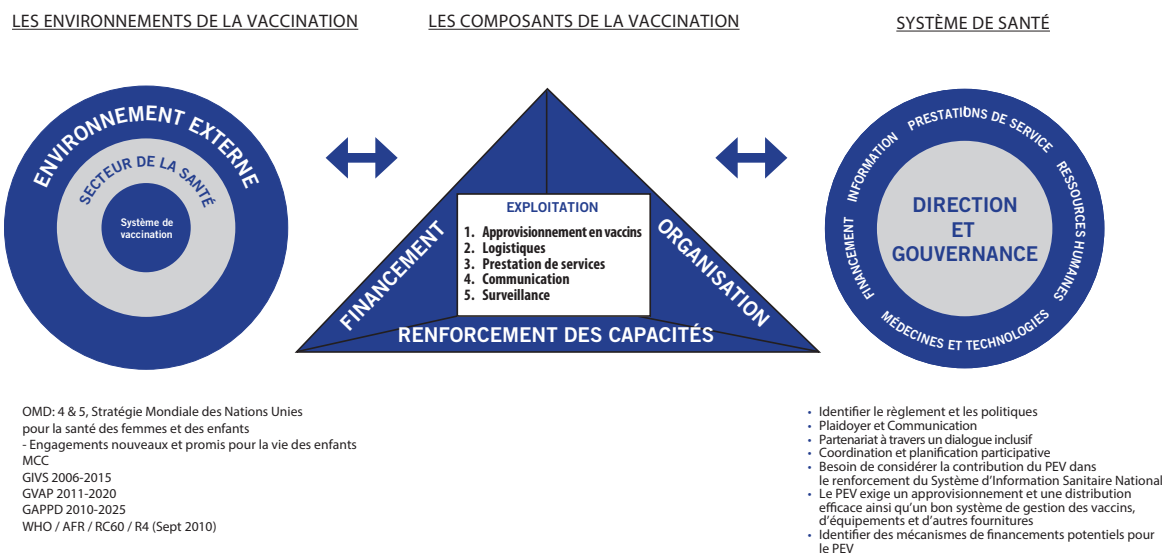 LES ENVIRONNEMENTS DE LA VACCINATION
ENVIRONNEMENT EXTERNE
SECTEUR DE LA SANTÉ
Système de
vaccination
OMD: 4 & 5, Stratégie Mondiale des Nations Unies
pour la santé des femmes et des enfants
- Engagements nouveaux et promis pour la vie des enfants
MCC
GIVS 2006-2015
GVAP 2011-2020
GAPPD 2010-2025
WHO / AFR / RC60 / R4 (Sept 2010)
LES COMPOSANTS DE LA VACCINATION
FINANCEMENT
ORGANISATION
EXPLOITATION
1. Approvisionnement en vaccins
2. Logistiques
3. Prestation de services
4. Communication
5. Surveillance
RENFORCEMENT DES CAPACITÉS
SYSTÈME DE SANTÉ
PRESTATIONS DE SERVICE
RESSOURCES HUMAINES
MÉDECINES ET TECHNOLOGIES
FINANCEMENT
INFORMATION
DIRECTION
ET
GOUVERNANCE
• Identifier le règlement et les politiques
• Plaidoyer et Communication
• Partenariat à travers un dialogue inclusif
• Coordination et planification participative
• Besoin de considérer la contribution du PEV dans
le renforcement du Système d'Information Sanitaire National
• Le PEV exige un approvisionnement et une distribution
efficace ainsi qu'un bon système de gestion des vaccins,
d'équipements et d'autres fournitures
• Identifier des mécanismes de financements potentiels pour
le PEV